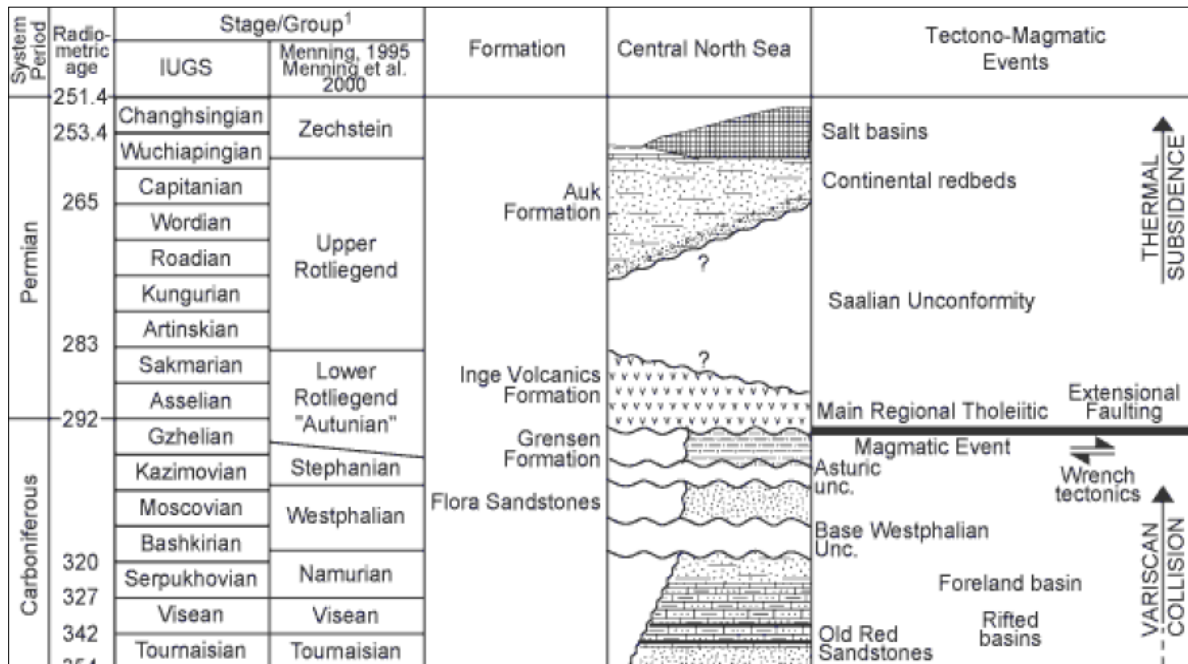 System
Period
Radio-
metric
age
Stage/Group1
IUGS
Menning, 1995
Menning et al.
2000
Formation
Central North Sea
Tectono-Magmatic
Events
251.4
253.4
265
283
292
320
327
342
Permian
Carboniferous
Changhsingian
Wuchiapingian
Capitanian
Wordian
Roadian
Kungurian
Artinskian
Sakmarian
Asselian
Gzhelian
Kazimovian
Moscovian
Bashkirian
Serpukhovian
Visean
Tournaisian
Zechstein
Upper
Rotliegend
Lower
Rotliegend
"Autunian"
Stephanian
Westphalian
Namurian
Visean
Tournaisian
Auk
Formation
Inge Volcanics
Formation
Grensen
Formation
Flora Sandstones
?
?
Salt basins
Continental redbeds
Saalian Unconformity
Main Regional Tholeiitic
Magmatic Event
Extensional
Faulting
Asturic
unc.
Wrench
tectonics
Base Westphalian
Unc.
Foreland basin
Rifted
basins
Old Red
Sandstones
THERMAL
SUBSIDENCE
VARISCAN
COLLISION